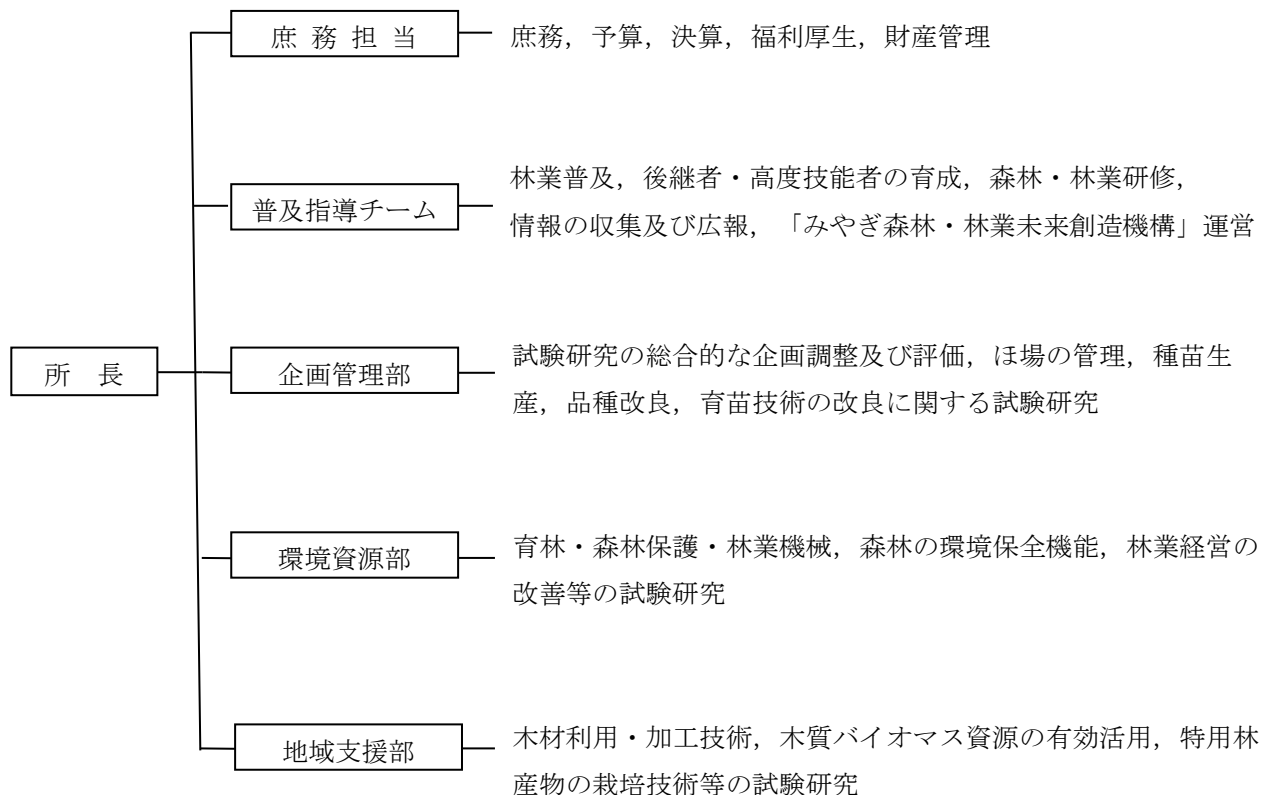 庶 務 担 当
庶務，予算，決算，福利厚生，財産管理
普及指導チーム
林業普及，後継者・高度技能者の育成，森林・林業研修，
情報の収集及び広報，「みやぎ森林・林業未来創造機構」運営
所　長
企画管理部
試験研究の総合的な企画調整及び評価，ほ場の管理，種苗生
産，品種改良，育苗技術の改良に関する試験研究
環境資源部
育林・森林保護・林業機械，森林の環境保全機能，林業経営の
改善等の試験研究
地域支援部
木材利用・加工技術，木質バイオマス資源の有効活用，特用林
産物の栽培技術等の試験研究